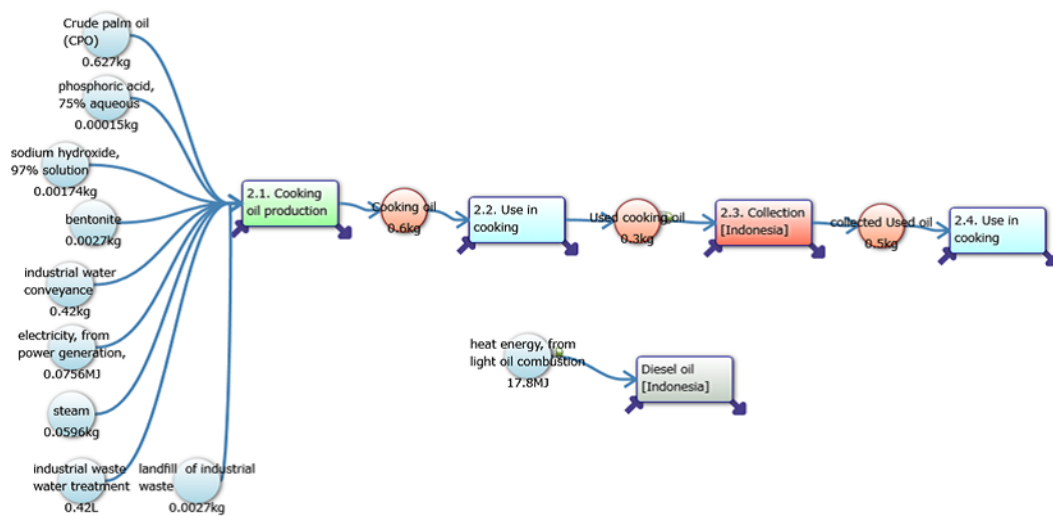 Crude palm oil
(CPO)
0.627kg
phosphoric acid,
75% aqueous
0.00015kg
sodium hydroxide,
97% solution
0.00174kg
bentonite
0.0027kg
industrial water
conveyance
0.42kg
electricity, from
power generation,
0.0756MJ
steam
0.0596kg
industrial waste
water treatment
0.42L
landfill of industrial
waste
0.0027kg
2.1. Cooking
oil production
Cooking oil
0.6kg
2.2. Use in
cooking
Used cooking oil
0.3kg
2.3. Collection
[Indonesia]
collected Used oil
0.5kg
2.4. Use in
cooking
heat energy, from
light oil combustion
17.8MJ
Diesel oil
[Indonesia]